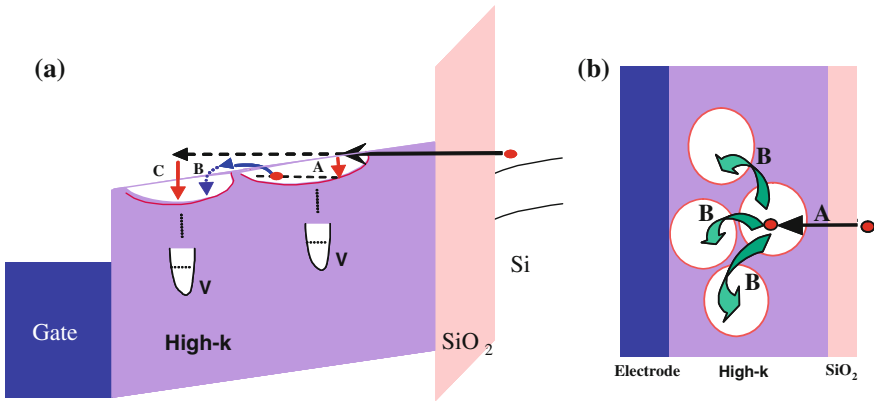 (a)
C
B
A
V
V
Gate
High-k
SiO2
Si
(b)
B
B
A
B
Electrode
High-k
SiO2